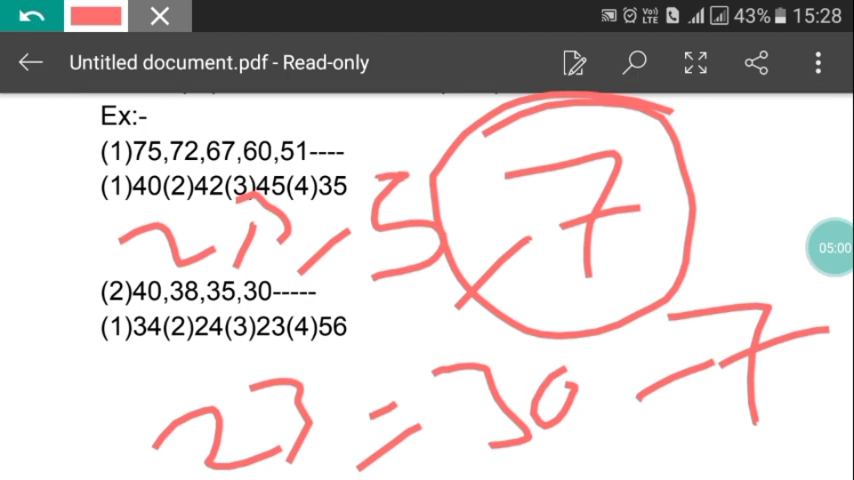 Vo)) LTE 43% 15:28
Untitled document.pdf - Read-only
Ex:-
(1)75,72,67,60,51----
(1)40(2)42(3)45(4)35
2, 3, 5, 7
05:00
(2)40,38,35,30-----
(1)34(2)24(3)23(4)56
23 = 30 - 7